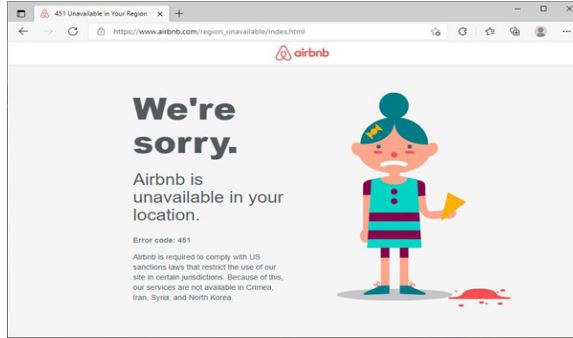 451 Unavailable in Your Region -
https://www.airbnb.com/region_unavailable/index.html
airbnb
We're
sorry.
Airbnb is
unavailable in your
location.
Error code: 451
Airbnb is required to comply with US
sanctions laws that restrict the use of our
site in certain jurisdictions. Because of this,
our services are not available in Crimea,
Iran, Syria, and North Korea.